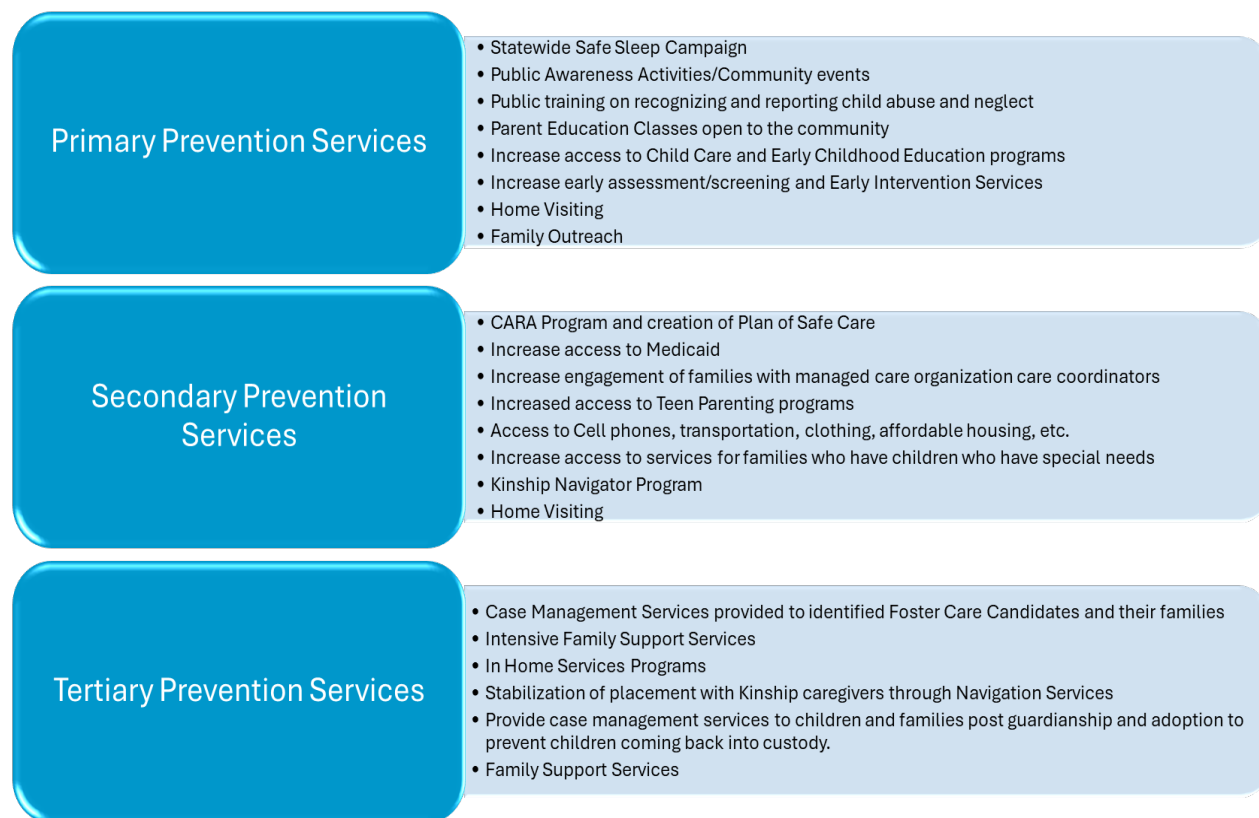 Primary Prevention Services
• Statewide Safe Sleep Campaign
• Public Awareness Activities/Community events
• Public training on recognizing and reporting child abuse and neglect
• Parent Education Classes open to the community
• Increase access to Child Care and Early Childhood Education programs
• Increase early assessment/screening and Early Intervention Services
• Home Visiting
• Family Outreach
Secondary Prevention
Services
• CARA Program and creation of Plan of Safe Care
• Increase access to Medicaid
• Increase engagement of families with managed care organization care coordinators
• Increased access to Teen Parenting programs
• Access to Cell phones, transportation, clothing, affordable housing, etc.
• Increase access to services for families who have children who have special needs
• Kinship Navigator Program
• Home Visiting
Tertiary Prevention Services
• Case Management Services provided to identified Foster Care Candidates and their families
• Intensive Family Support Services
• In Home Services Programs
• Stabilization of placement with Kinship caregivers through Navigation Services
• Provide case management services to children and families post guardianship and adoption to
prevent children coming back into custody.
• Family Support Services